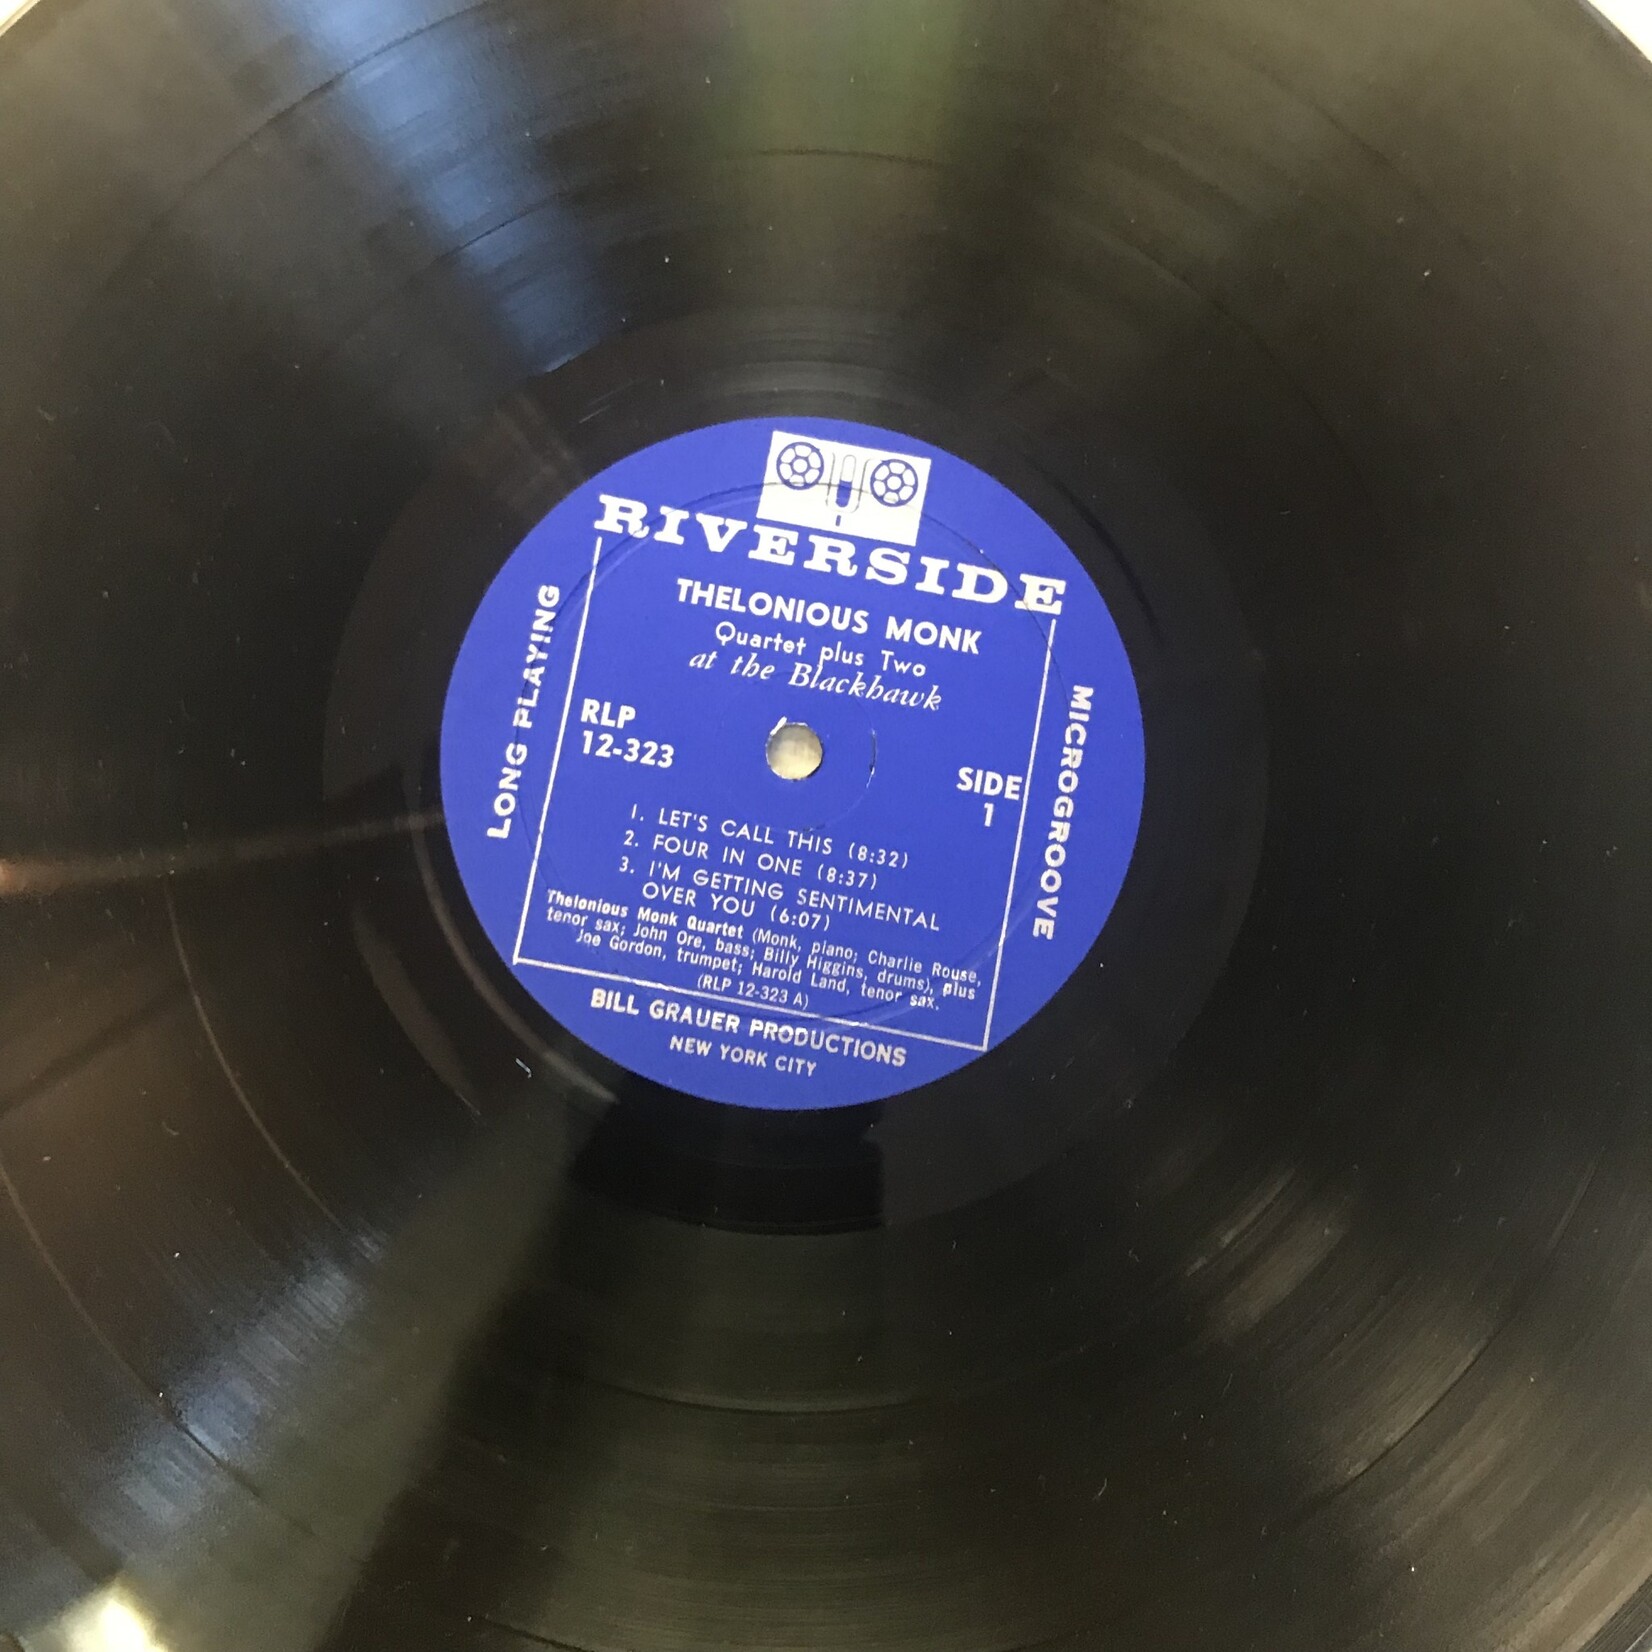 RIVERSIDE
THELONIOUS MONK
Quartet plus Two
at the Blackhawk
RLP
12-323
SIDE
1
LONG PLAYING
MICROGROOVE
1. LET'S CALL THIS (8:32)
2. FOUR IN ONE (8:37)
3. I'M GETTING SENTIMENTAL
OVER YOU (6:07)
Thelonious Monk Quartet (Monk, piano; Charlie Rouse,
tenor sax; John Ore, bass; Billy Higgins, drums), plus
Joe Gordon, trumpet; Harold Land, tenor sax.
(RLP 12-323 A)
BILL GRAUER PRODUCTIONS
NEW YORK CITY